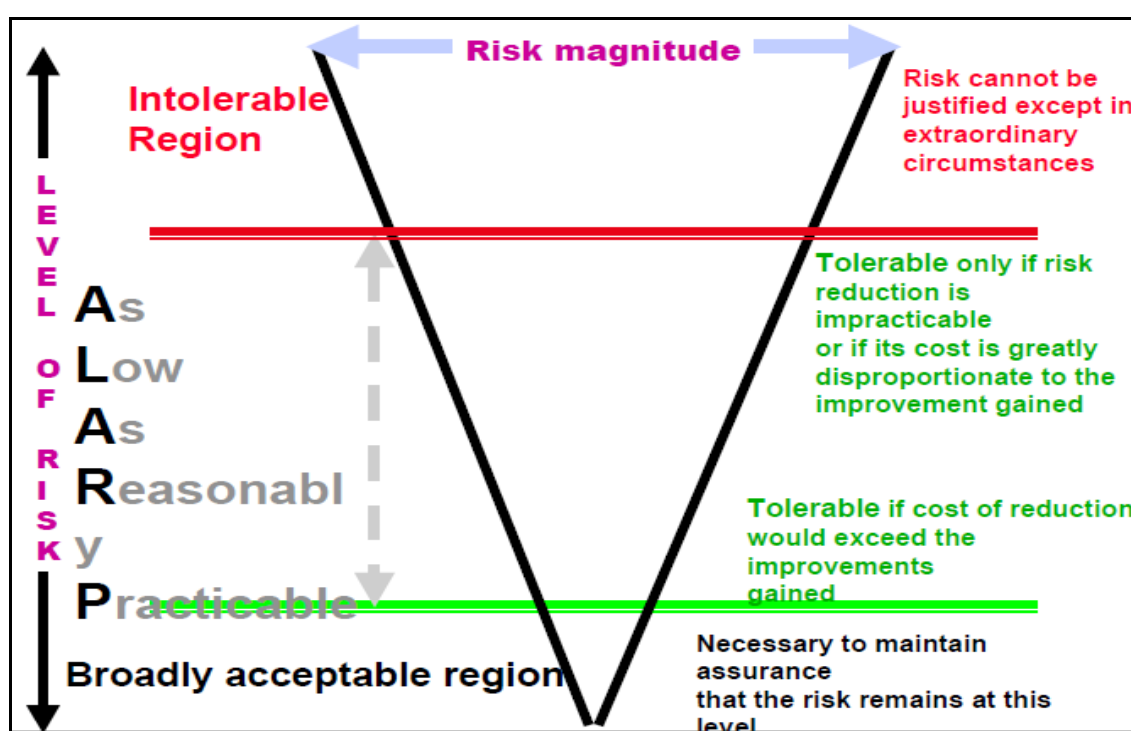 Risk magnitude
Intolerable
Region
Risk cannot be
justified except in
extraordinary
circumstances
LEVEL OF RISK
As
Low
As
Reasonabl
y
Practicable
Tolerable only if risk
reduction is
impracticable
or if its cost is greatly
disproportionate to the
improvement gained
Tolerable if cost of reduction
would exceed the
improvements
gained
Broadly acceptable region
Necessary to maintain
assurance
that the risk remains at this
level